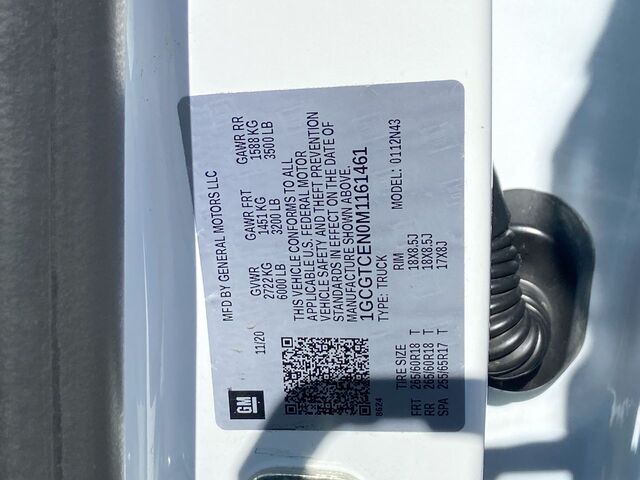 MFD BY GENERAL MOTORS LLC
11/20 GVWR GAWR FRT GAWR RR
2722 KG 1451 KG 1588 KG
6000 LB 3200 LB 3500 LB
THIS VEHICLE CONFORMS TO ALL
APPLICABLE U.S. FEDERAL MOTOR
VEHICLE SAFETY AND THEFT PREVENTION
STANDARDS IN EFFECT ON THE DATE OF
MANUFACTURE SHOWN ABOVE.
1GCGTCEN0M1161461
TYPE: TRUCK MODEL: 0112N43
GM
8624
TIRE SIZE RIM
FRT 265/60R18 T 18X8.5J
RR 265/60R18 T 18X8.5J
SPA 255/65R17 T 17X8J